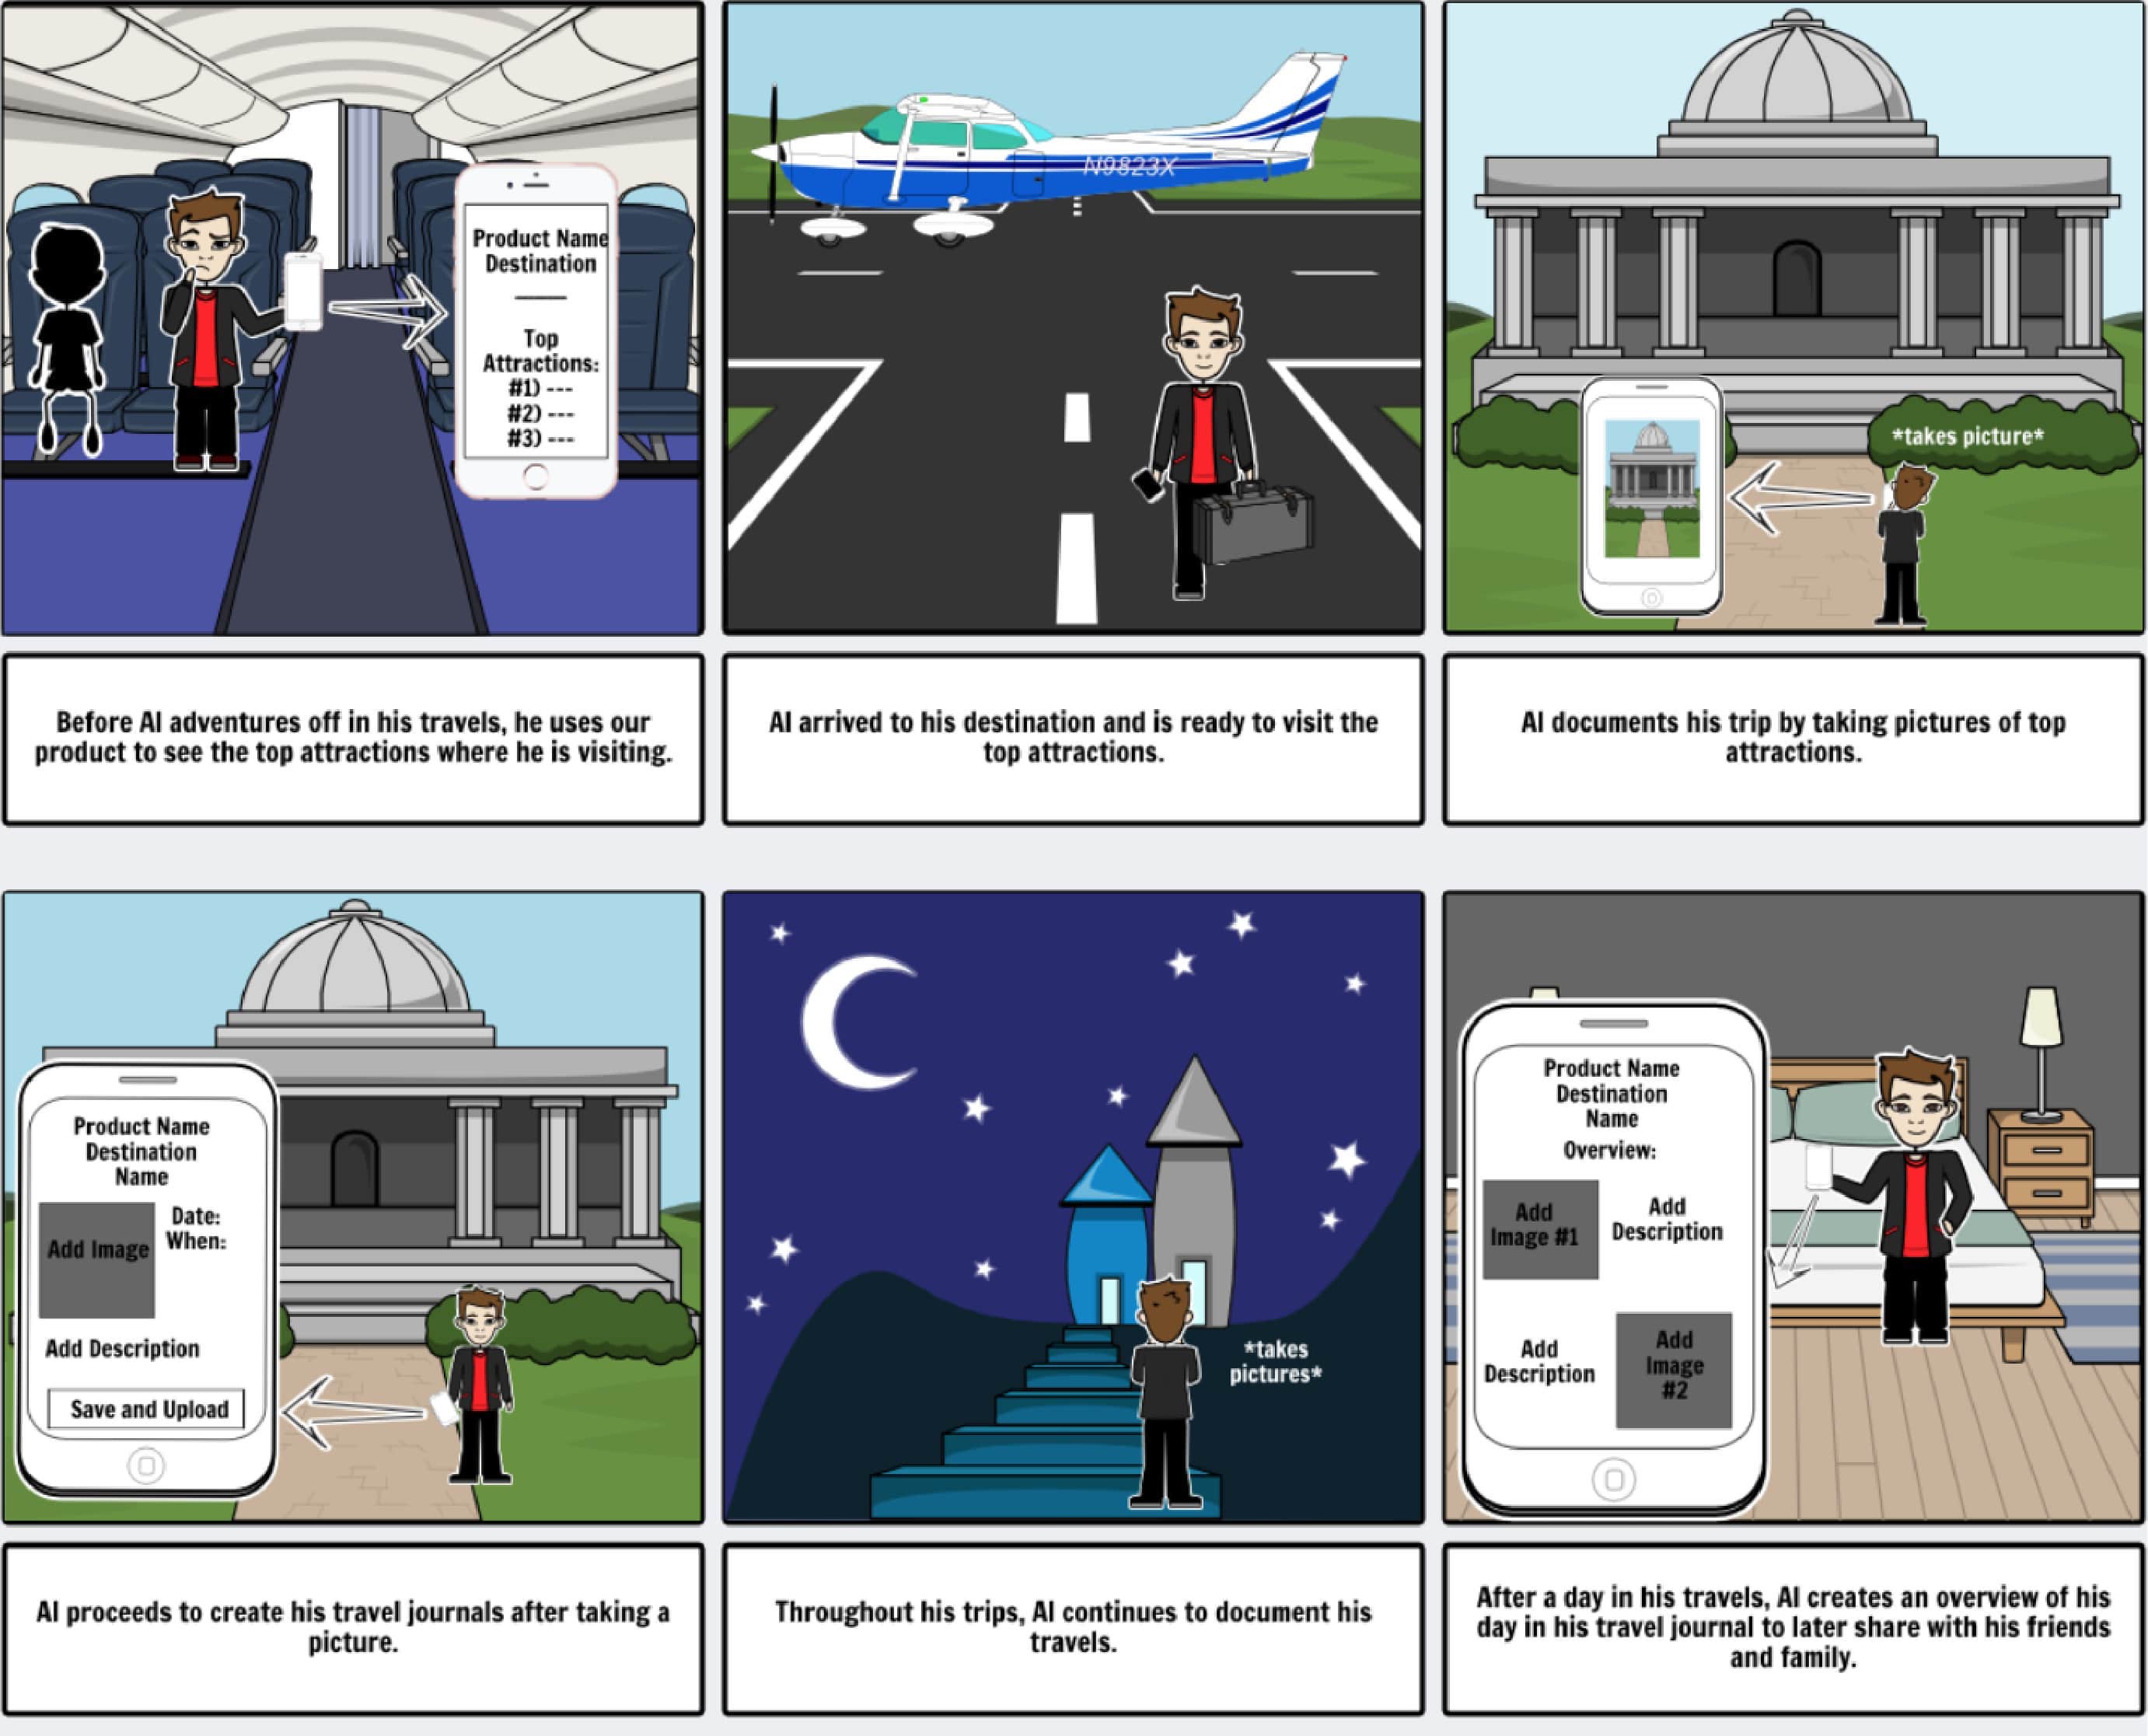 Product Name
Destination
Top
Attractions:
#1) ---
#2) ---
#3) ---
N9823X
*takes picture*
Before Al adventures off in his travels, he uses our
product to see the top attractions where he is visiting.
Al arrived to his destination and is ready to visit the
top attractions.
Al documents his trip by taking pictures of top
attractions.
Product Name
Destination
Name
Add Image
Date:
When:
Add Description
Save and Upload
*takes
pictures*
Product Name
Destination
Name
Overview:
Add
Image #1
Add
Description
Add
Description
Add
Image
#2
Al proceeds to create his travel journals after taking a
picture.
Throughout his trips, Al continues to document his
travels.
After a day in his travels, Al creates an overview of his
day in his travel journal to later share with his friends
and family.